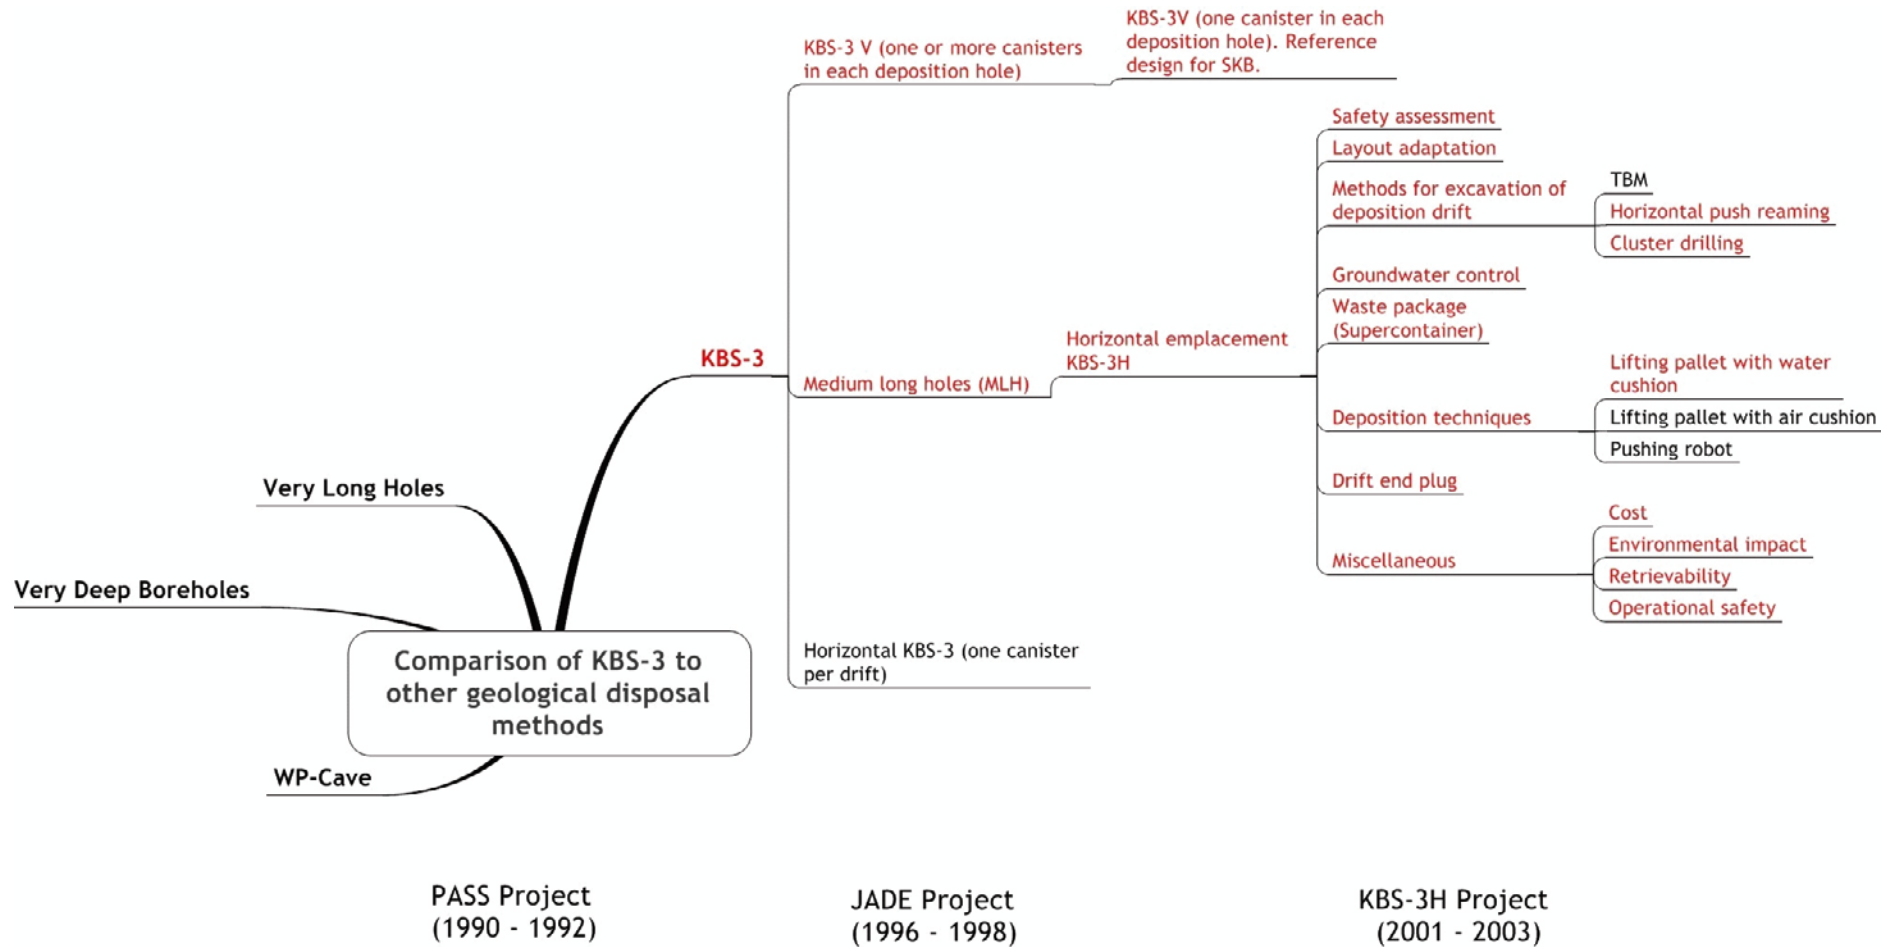 KBS-3V (one canister in each
deposition hole). Reference
design for SKB.
KBS-3 V (one or more canisters
in each deposition hole)
Safety assessment
Layout adaptation
Methods for excavation of
deposition drift
TBM
Horizontal push reaming
Cluster drilling
Groundwater control
Waste package
(Supercontainer)
Horizontal emplacement
KBS-3H
KBS-3
Medium long holes (MLH)
Lifting pallet with water
cushion
Deposition techniques
Lifting pallet with air cushion
Pushing robot
Drift end plug
Very Long Holes
Cost
Environmental impact
Miscellaneous
Retrievability
Operational safety
Very Deep Boreholes
Comparison of KBS-3 to
other geological disposal
methods
Horizontal KBS-3 (one canister
per drift)
WP-Cave
PASS Project
(1990 - 1992)
JADE Project
(1996 - 1998)
KBS-3H Project
(2001 - 2003)